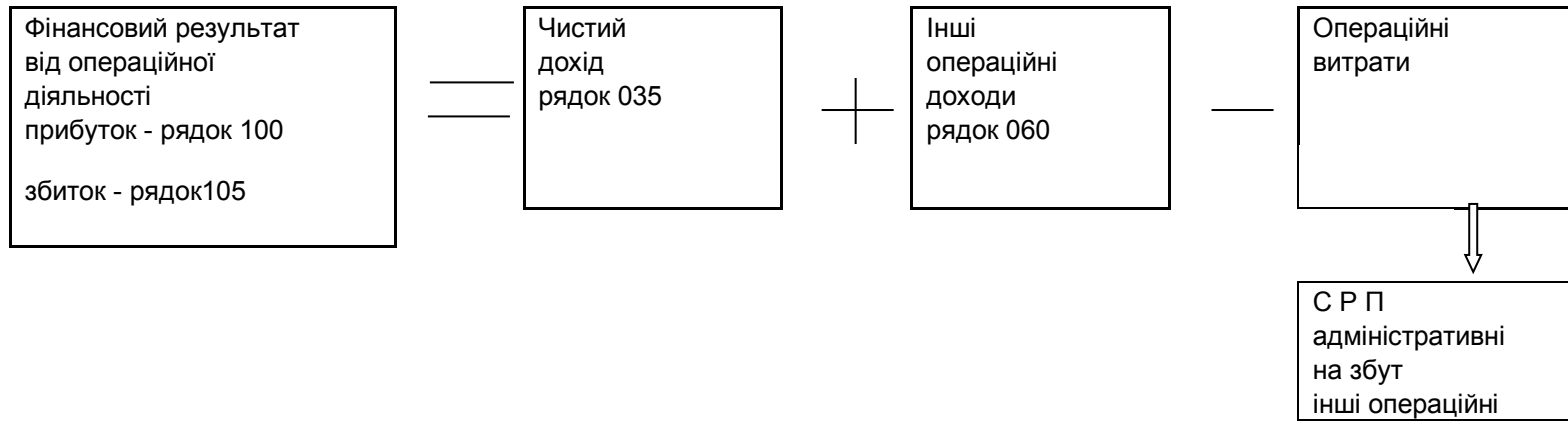 Фінансовий результат
від операційної
діяльності
прибуток - рядок 100
збиток - рядок105
Чистий
дохід
рядок 035
Інші
операційні
доходи
рядок 060
Операційні
витрати
С Р П
адміністративні
на збут
інші операційні